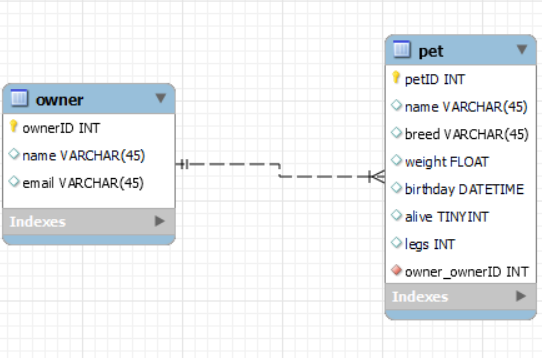 owner
ownerID INT
name VARCHAR(45)
email VARCHAR(45)
Indexes
pet
petID INT
name VARCHAR(45)
breed VARCHAR(45)
weight FLOAT
birthday DATETIME
alive TINYINT
legs INT
owner_ownerID INT
Indexes